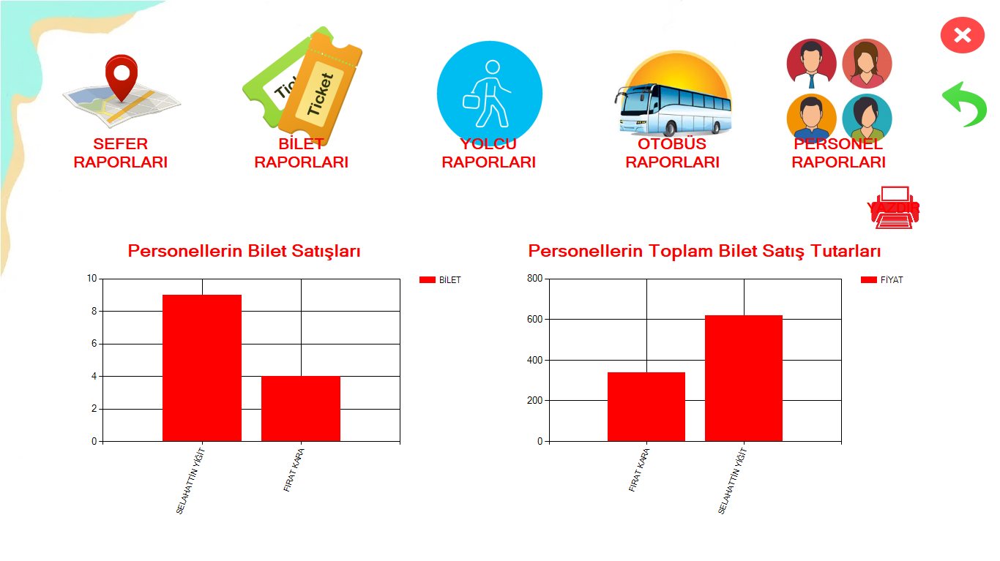 Tic
Ticket
SEFER
RAPORLARI
BİLET
RAPORLARI
YOLCU
RAPORLARI
OTOBÜS
RAPORLARI
PERSONEL
RAPORLARI
YAZDIR
Personellerin Bilet Satışları
10
8
6
4
2
0
SELAHATTİN YİĞİT
FIRAT KARA
BİLET
Personellerin Toplam Bilet Satış Tutarları
800
600
400
200
0
FIRAT KARA
SELAHATTİN YİĞİT
FİYAT